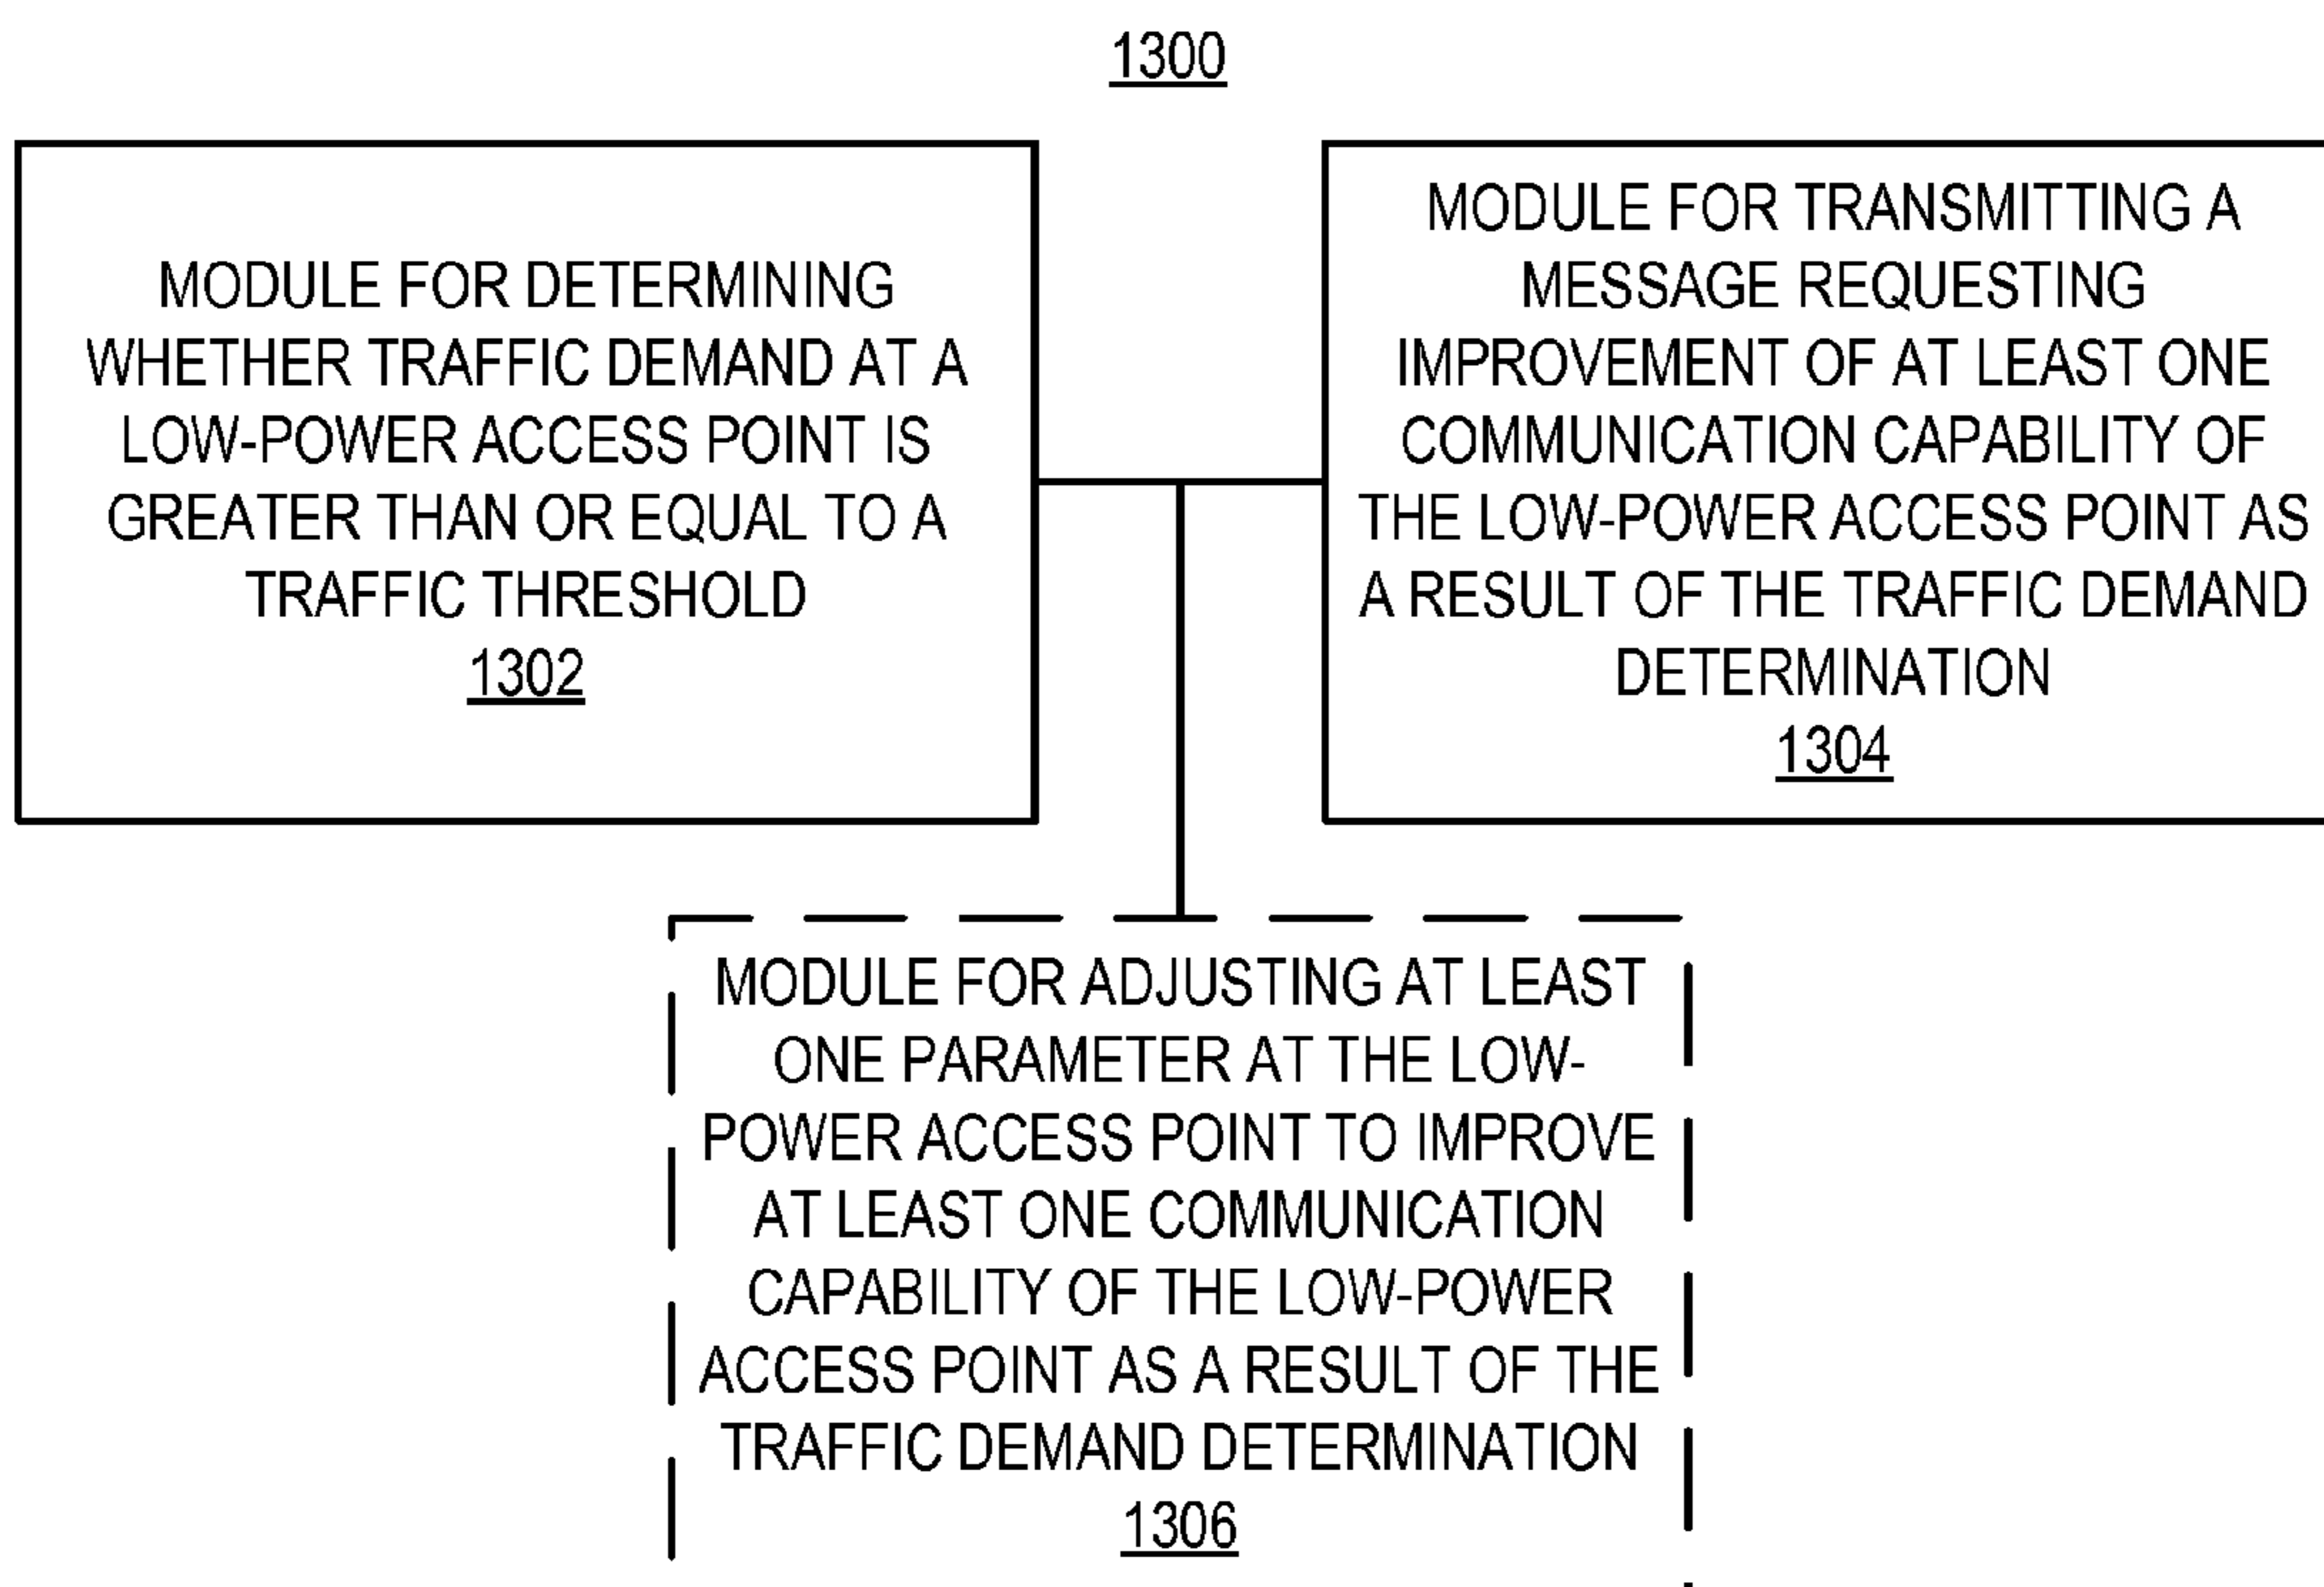 1300
MODULE FOR DETERMINING
WHETHER TRAFFIC DEMAND AT A
LOW-POWER ACCESS POINT IS
GREATER THAN OR EQUAL TO A
TRAFFIC THRESHOLD
1302
MODULE FOR TRANSMITTING A
MESSAGE REQUESTING
IMPROVEMENT OF AT LEAST ONE
COMMUNICATION CAPABILITY OF
THE LOW-POWER ACCESS POINT AS
A RESULT OF THE TRAFFIC DEMAND
DETERMINATION
1304
MODULE FOR ADJUSTING AT LEAST
ONE PARAMETER AT THE LOW-
POWER ACCESS POINT TO IMPROVE
AT LEAST ONE COMMUNICATION
CAPABILITY OF THE LOW-POWER
ACCESS POINT AS A RESULT OF THE
TRAFFIC DEMAND DETERMINATION
1306